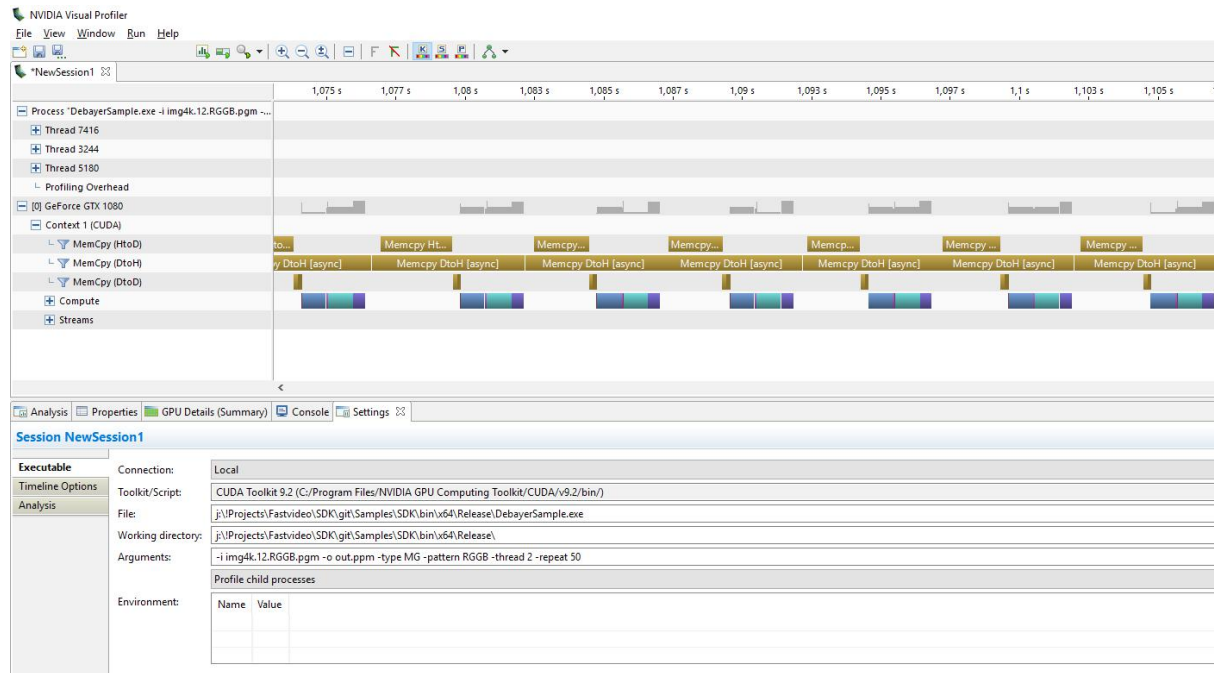 NVIDIA Visual Profiler
File View Window Run Help
*NewSession1
1,075 s 1,077 s 1,08 s 1,083 s 1,085 s 1,087 s 1,09 s 1,093 s 1,095 s 1,097 s 1,1 s 1,103 s 1,105 s
Process "DebayerSample.exe -i img4k.12.RGGB.pgm -...
Thread 7416
Thread 3244
Thread 5180
Profiling Overhead
[0] GeForce GTX 1080
Context 1 (CUDA)
MemCpy (HtoD) to... Memcpy Ht... Memcpy... Memcpy... Memcp... Memcpy ... Memcpy ...
MemCpy (DtoH) y DtoH [async] Memcpy DtoH [async] Memcpy DtoH [async] Memcpy DtoH [async] Memcpy DtoH [async] Memcpy DtoH [async] Memcpy DtoH [async]
MemCpy (DtoD)
Compute
Streams
Analysis Properties GPU Details (Summary) Console Settings
Session NewSession1
Executable
Timeline Options
Analysis
Connection: Local
Toolkit/Script: CUDA Toolkit 9.2 (C:/Program Files/NVIDIA GPU Computing Toolkit/CUDA/v9.2/bin/)
File: j:\!Projects\Fastvideo\SDK\git\Samples\SDK\bin\x64\Release\DebayerSample.exe
Working directory: j:\!Projects\Fastvideo\SDK\git\Samples\SDK\bin\x64\Release\
Arguments: -i img4k.12.RGGB.pgm -o out.ppm -type MG -pattern RGGB -thread 2 -repeat 50
Profile child processes
Environment: Name Value